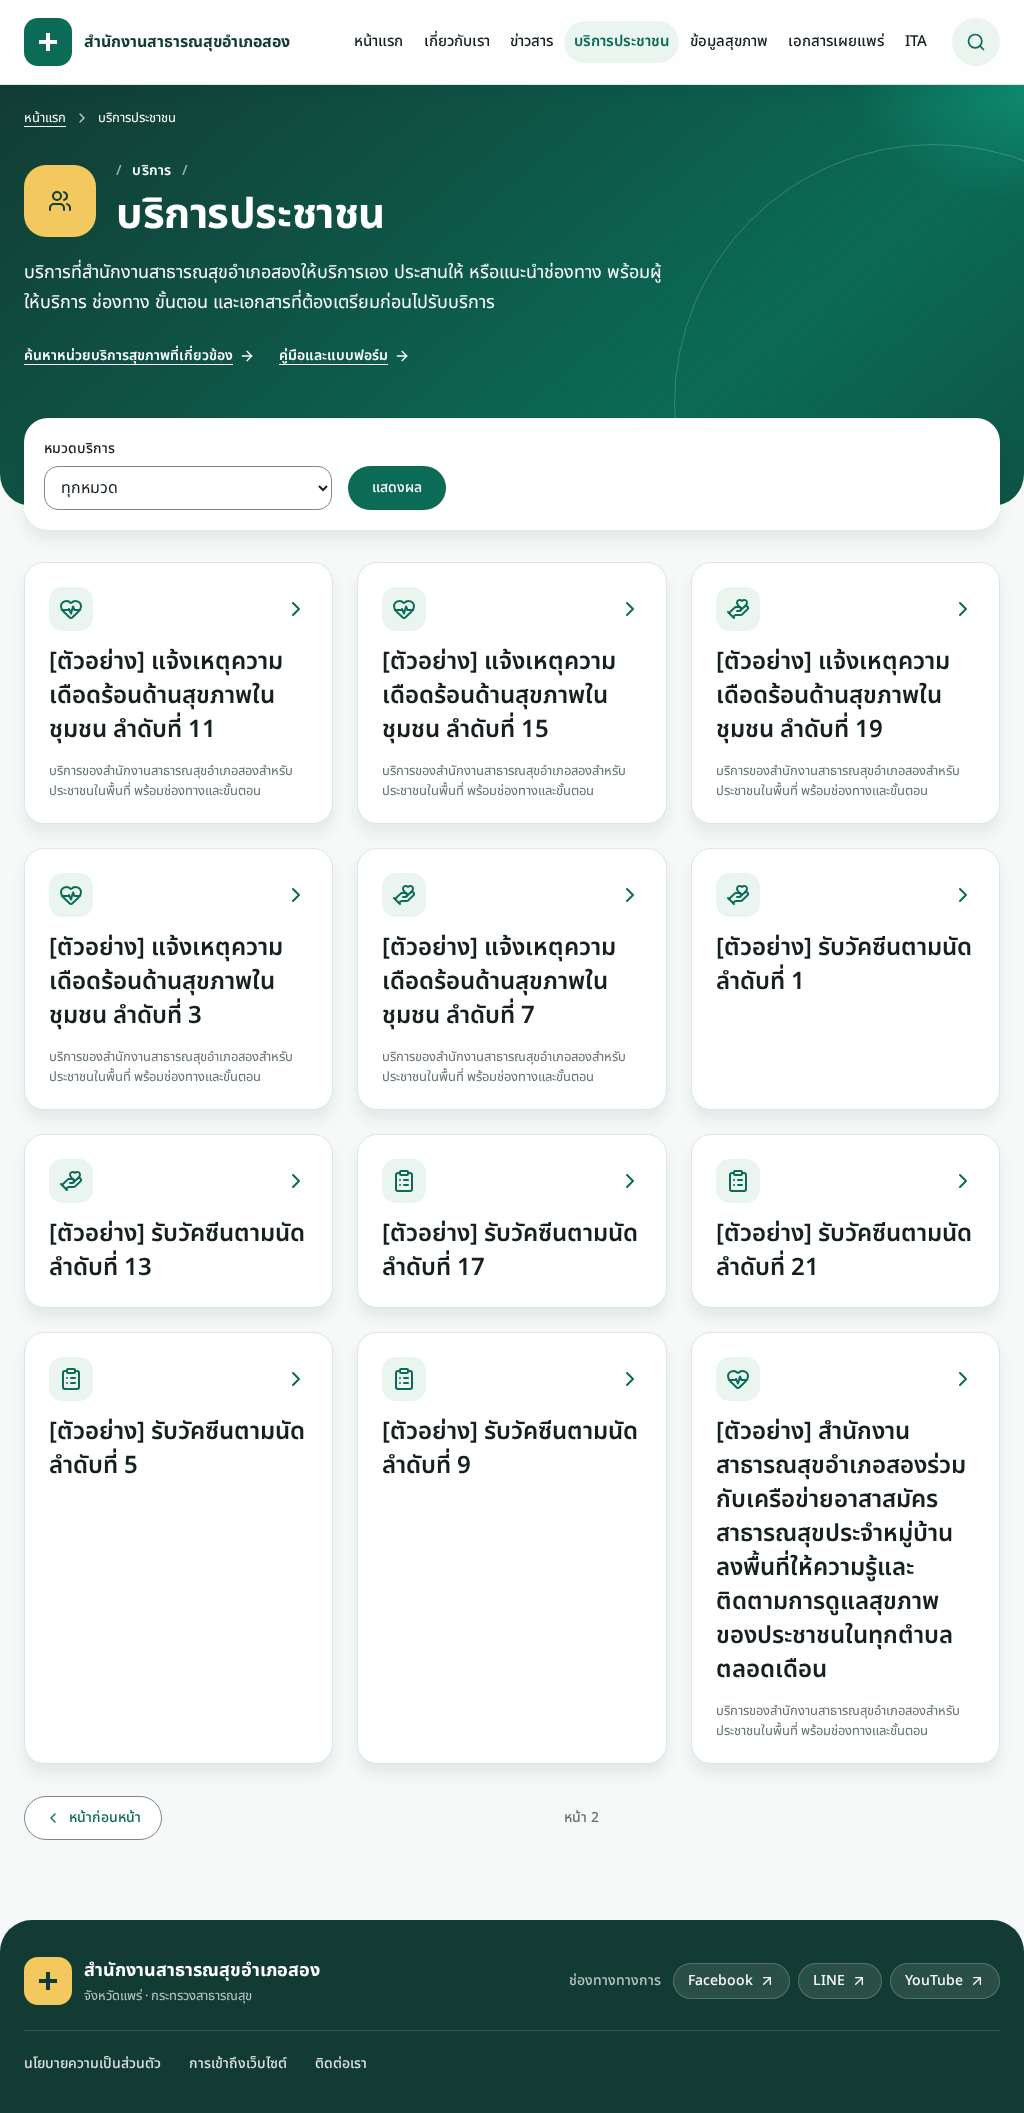 สำนักงานสาธารณสุขอำเภอสอง
หน้าแรก
เกี่ยวกับเรา
ข่าวสาร
บริการประชาชน
ข้อมูลสุขภาพ
เอกสารเผยแพร่
ITA
หน้าแรก
บริการประชาชน
/ บริการ /
บริการประชาชน
บริการที่สำนักงานสาธารณสุขอำเภอสองให้บริการเอง ประสานให้ หรือแนะนำช่องทาง พร้อมผู้
ให้บริการ ช่องทาง ขั้นตอน และเอกสารที่ต้องเตรียมก่อนไปรับบริการ
ค้นหาหน่วยบริการสุขภาพที่เกี่ยวข้อง
คู่มือและแบบฟอร์ม
หมวดบริการ
ทุกหมวด
แสดงผล
[ตัวอย่าง] แจ้งเหตุความ
เดือดร้อนด้านสุขภาพใน
ชุมชน ลำดับที่ 11
บริการของสำนักงานสาธารณสุขอำเภอสองสำหรับ
ประชาชนในพื้นที่ พร้อมช่องทางและขั้นตอน
[ตัวอย่าง] แจ้งเหตุความ
เดือดร้อนด้านสุขภาพใน
ชุมชน ลำดับที่ 15
บริการของสำนักงานสาธารณสุขอำเภอสองสำหรับ
ประชาชนในพื้นที่ พร้อมช่องทางและขั้นตอน
[ตัวอย่าง] แจ้งเหตุความ
เดือดร้อนด้านสุขภาพใน
ชุมชน ลำดับที่ 19
บริการของสำนักงานสาธารณสุขอำเภอสองสำหรับ
ประชาชนในพื้นที่ พร้อมช่องทางและขั้นตอน
[ตัวอย่าง] แจ้งเหตุความ
เดือดร้อนด้านสุขภาพใน
ชุมชน ลำดับที่ 3
บริการของสำนักงานสาธารณสุขอำเภอสองสำหรับ
ประชาชนในพื้นที่ พร้อมช่องทางและขั้นตอน
[ตัวอย่าง] แจ้งเหตุความ
เดือดร้อนด้านสุขภาพใน
ชุมชน ลำดับที่ 7
บริการของสำนักงานสาธารณสุขอำเภอสองสำหรับ
ประชาชนในพื้นที่ พร้อมช่องทางและขั้นตอน
[ตัวอย่าง] รับวัคซีนตามนัด
ลำดับที่ 1
[ตัวอย่าง] รับวัคซีนตามนัด
ลำดับที่ 13
[ตัวอย่าง] รับวัคซีนตามนัด
ลำดับที่ 17
[ตัวอย่าง] รับวัคซีนตามนัด
ลำดับที่ 21
[ตัวอย่าง] รับวัคซีนตามนัด
ลำดับที่ 5
[ตัวอย่าง] รับวัคซีนตามนัด
ลำดับที่ 9
[ตัวอย่าง] สำนักงาน
สาธารณสุขอำเภอสองร่วม
กับเครือข่ายอาสาสมัคร
สาธารณสุขประจำหมู่บ้าน
ลงพื้นที่ให้ความรู้และ
ติดตามการดูแลสุขภาพ
ของประชาชนในทุกตำบล
ตลอดเดือน
บริการของสำนักงานสาธารณสุขอำเภอสองสำหรับ
ประชาชนในพื้นที่ พร้อมช่องทางและขั้นตอน
หน้าก่อนหน้า
หน้า 2
สำนักงานสาธารณสุขอำเภอสอง
จังหวัดแพร่ · กระทรวงสาธารณสุข
ช่องทางทางการ
Facebook
LINE
YouTube
นโยบายความเป็นส่วนตัว
การเข้าถึงเว็บไซต์
ติดต่อเรา